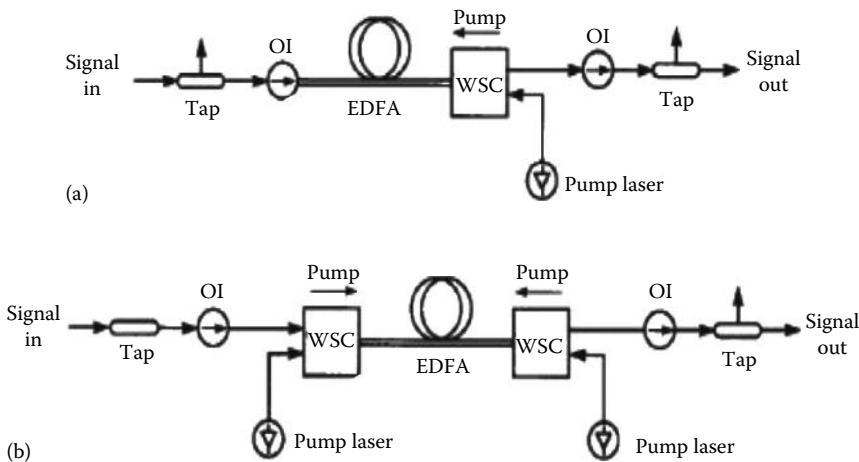 Pump
OI
OI
Signal
in
WSC
Signal
out
Tap
EDFA
Tap
Pump laser
(a)
Pump
Pump
OI
OI
Signal
in
WSC
WSC
Signal
out
Tap
EDFA
Tap
Pump laser
Pump laser
(b)